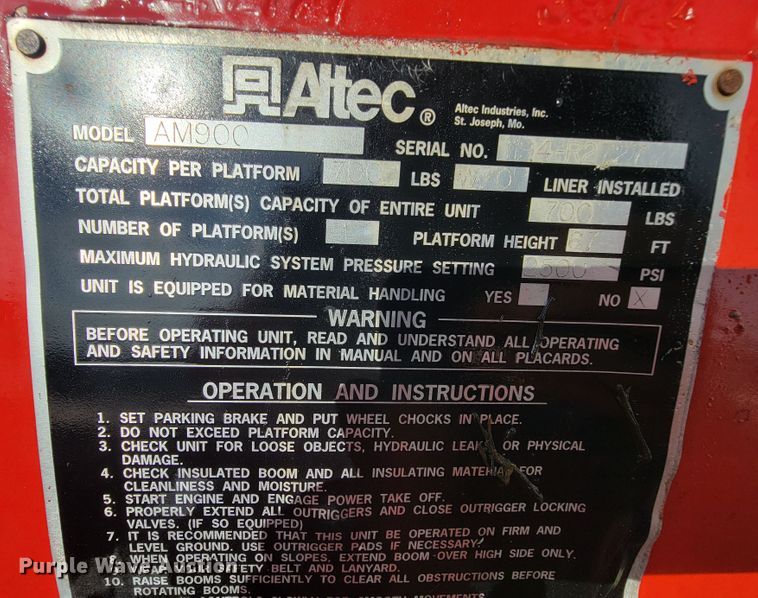 Altec®
Altec Industries, Inc.
St. Joseph, Mo.
MODEL AM900
SERIAL NO.
CAPACITY PER PLATFORM 700 LBS LINER INSTALLED
TOTAL PLATFORM(S) CAPACITY OF ENTIRE UNIT 700 LBS
NUMBER OF PLATFORM(S) 1 PLATFORM HEIGHT 67 FT
MAXIMUM HYDRAULIC SYSTEM PRESSURE SETTING 2500 PSI
UNIT IS EQUIPPED FOR MATERIAL HANDLING YES NO X
WARNING
BEFORE OPERATING UNIT, READ AND UNDERSTAND ALL OPERATING
AND SAFETY INFORMATION IN MANUAL AND ON ALL PLACARDS.
OPERATION AND INSTRUCTIONS
1. SET PARKING BRAKE AND PUT WHEEL CHOCKS IN PLACE.
2. DO NOT EXCEED PLATFORM CAPACITY.
3. CHECK UNIT FOR LOOSE OBJECTS, HYDRAULIC LEAKS, OR PHYSICAL
DAMAGE.
4. CHECK INSULATED BOOM AND ALL INSULATING MATERIAL FOR
CLEANLINESS AND MOISTURE.
5. START ENGINE AND ENGAGE POWER TAKE OFF.
6. PROPERLY EXTEND ALL OUTRIGGERS AND CLOSE OUTRIGGER LOCKING
VALVES. (IF SO EQUIPPED)
7. IT IS RECOMMENDED THAT THIS UNIT BE OPERATED ON FIRM AND
LEVEL GROUND. USE OUTRIGGER PADS IF NECESSARY.
8. WHEN OPERATING ON SLOPES, EXTEND BOOM OVER HIGH SIDE ONLY.
9. WEAR SAFETY BELT AND LANYARD.
10. RAISE BOOMS SUFFICIENTLY TO CLEAR ALL OBSTRUCTIONS BEFORE
ROTATING BOOMS.
Purple Wave Auction